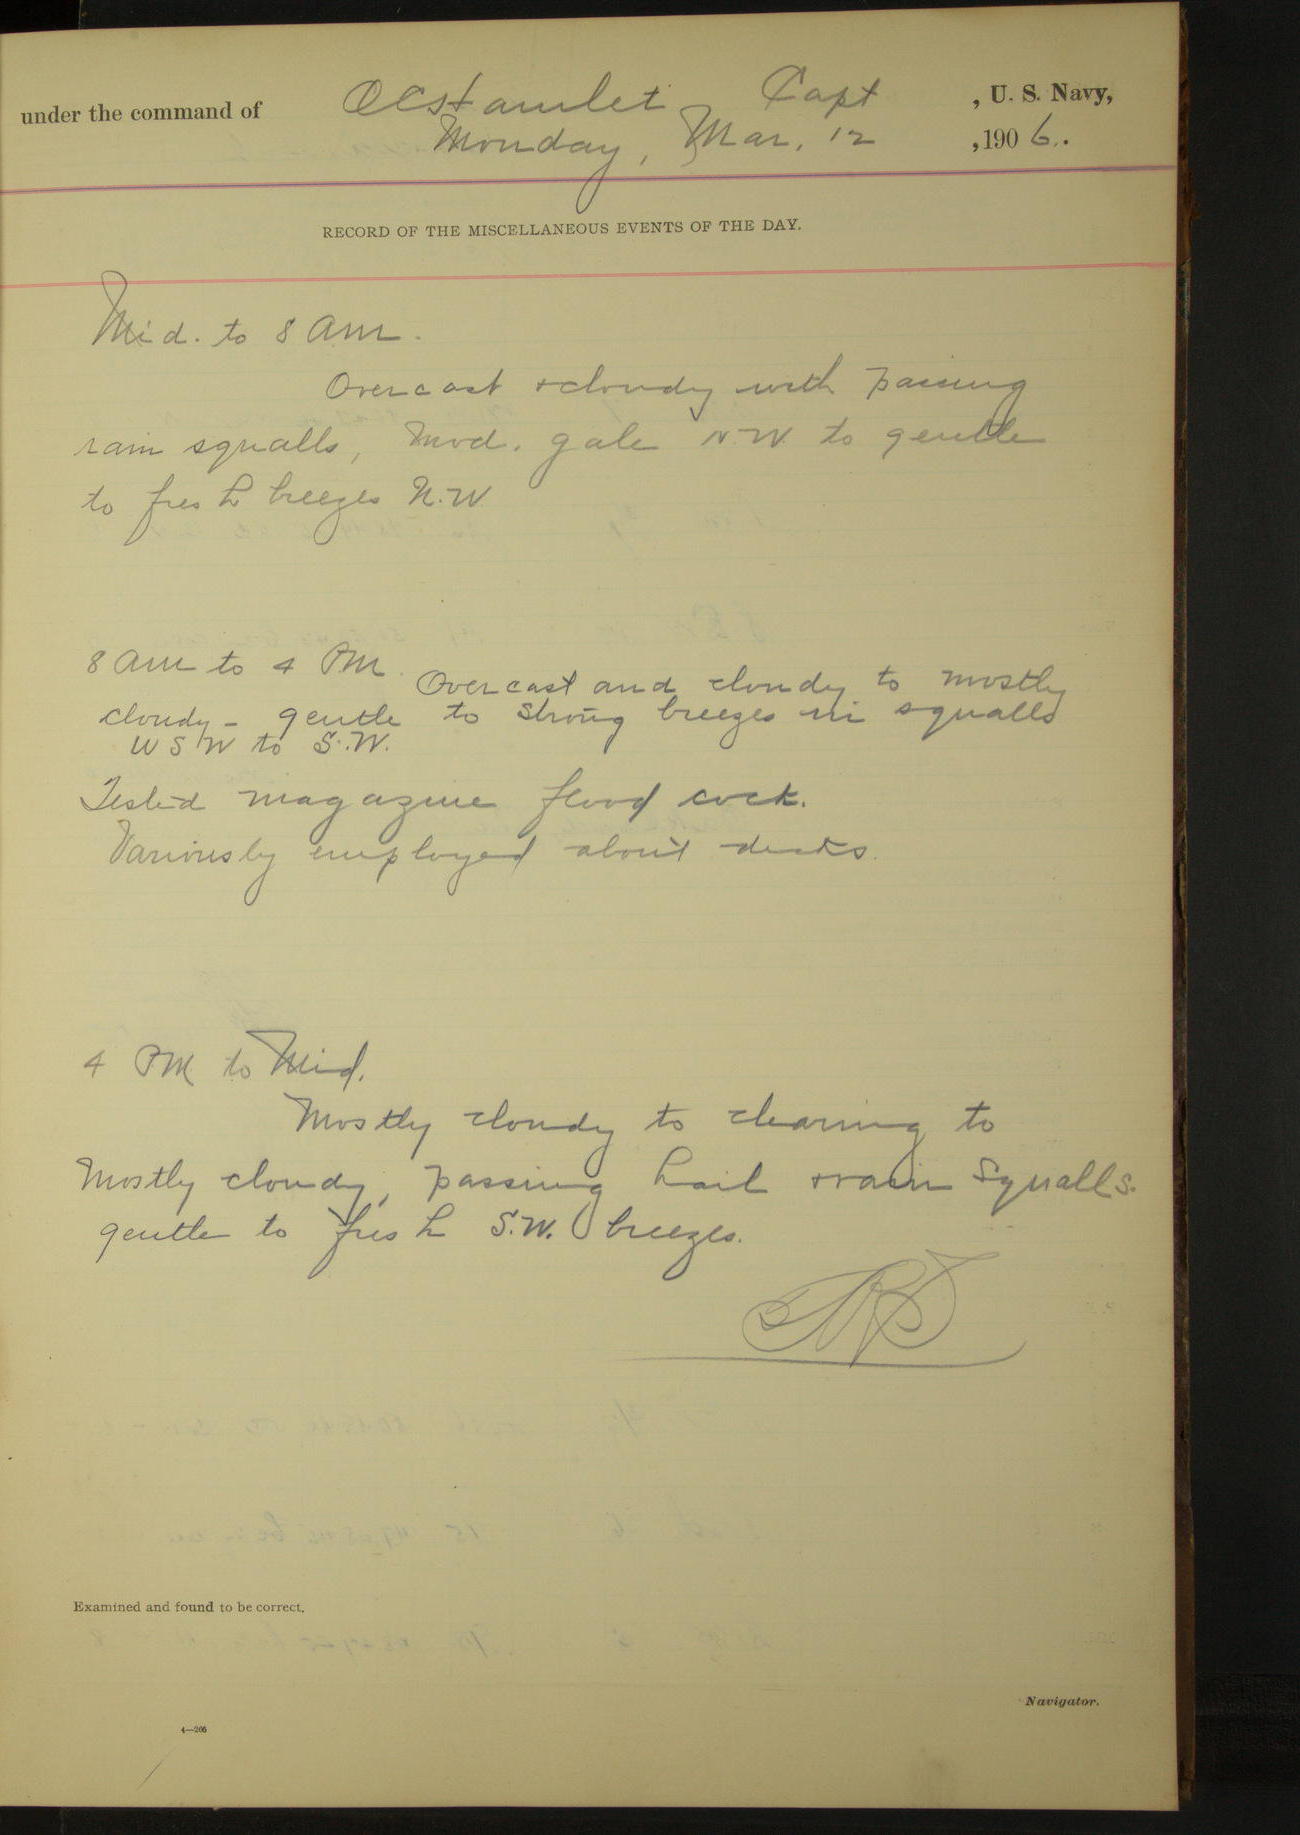 under the command of O C Hamlet Capt , U. S. Navy,
Monday, Mar. 12 , 190 6.
RECORD OF THE MISCELLANEOUS EVENTS OF THE DAY.
Mid. to 8 AM.
Overcast & cloudy with passing
rain squalls, Mod. gale N.W. to gentle
to fresh breezes N.W.
8 AM to 4 PM. Overcast and cloudy to mostly
cloudy - gentle to strong breezes in squalls
WSW to S.W.
Tested magazine flood cock.
Variously employed about decks.
4 PM to Mid.
Mostly cloudy to clearing to
Mostly cloudy, passing hail & rain squalls.
gentle to fresh S.W. breezes.
Examined and found to be correct.
Navigator.
4—206